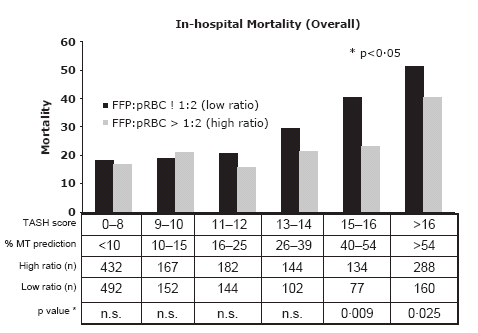 In-hospital Mortality (Overall)
60
50
40
30
20
10
0
Mortality
* p<0·05
FFP:pRBC ! 1:2 (low ratio)
FFP:pRBC > 1:2 (high ratio)
TASH score 0–8 9–10 11–12 13–14 15–16 >16
% MT prediction <10 10–15 16–25 26–39 40–54 >54
High ratio (n) 432 167 182 144 134 288
Low ratio (n) 492 152 144 102 77 160
p value * n.s. n.s. n.s. n.s. 0·009 0·025